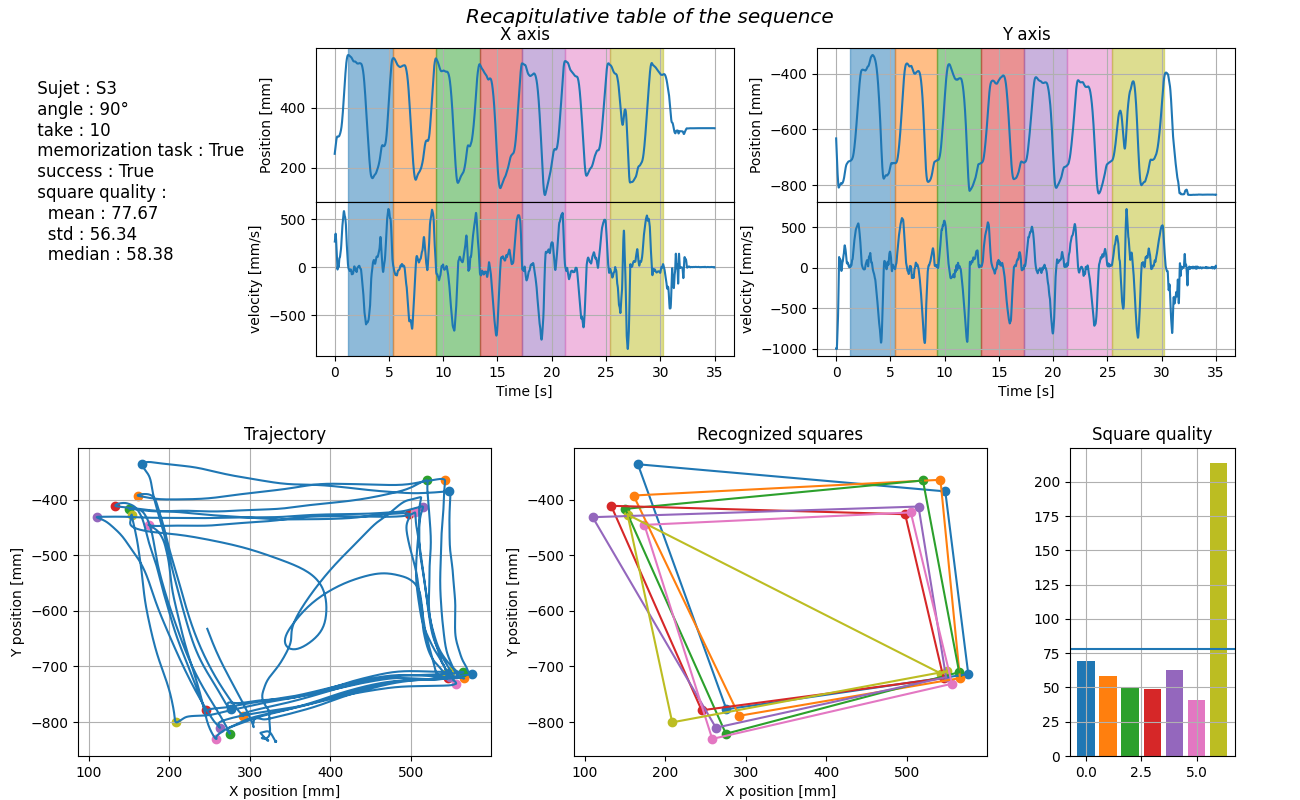 Recapitulative table of the sequence
X axis
Y axis
Sujet : S3
angle : 90°
take : 10
memorization task : True
success : True
square quality :
mean : 77.67
std : 56.34
median : 58.38
Position [mm]
400
200
velocity [mm/s]
500
0
−500
0 5 10 15 20 25 30 35
Time [s]
Position [mm]
−400
−600
−800
velocity [mm/s]
500
0
−500
−1000
0 5 10 15 20 25 30 35
Time [s]
Trajectory
Y position [mm]
−400
−500
−600
−700
−800
100 200 300 400 500
X position [mm]
Recognized squares
Y position [mm]
−400
−500
−600
−700
−800
100 200 300 400 500
X position [mm]
Square quality
200
175
150
125
100
75
50
25
0
0.0 2.5 5.0